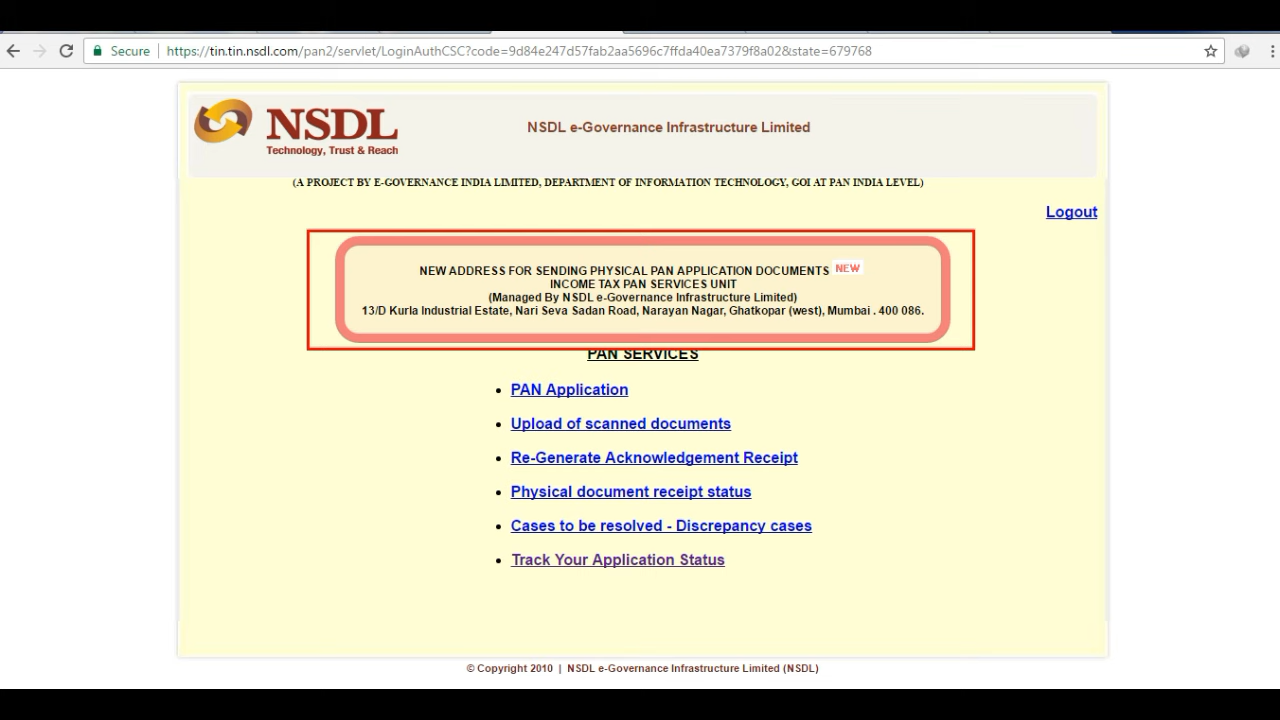 Secure
https://tin.tin.nsdl.com/pan2/servlet/LoginAuthCSC?code=9d84e247d57fab2aa5696c7ffda40ea7379f8a02&state=679768
NSDL
Technology, Trust & Reach
NSDL e-Governance Infrastructure Limited
(A PROJECT BY E-GOVERNANCE INDIA LIMITED, DEPARTMENT OF INFORMATION TECHNOLOGY, GOI AT PAN INDIA LEVEL)
Logout
NEW ADDRESS FOR SENDING PHYSICAL PAN APPLICATION DOCUMENTS NEW
INCOME TAX PAN SERVICES UNIT
(Managed By NSDL e-Governance Infrastructure Limited)
13/D Kurla Industrial Estate, Nari Seva Sadan Road, Narayan Nagar, Ghatkopar (west), Mumbai . 400 086.
PAN SERVICES
PAN Application
Upload of scanned documents
Re-Generate Acknowledgement Receipt
Physical document receipt status
Cases to be resolved - Discrepancy cases
Track Your Application Status
© Copyright 2010 | NSDL e-Governance Infrastructure Limited (NSDL)